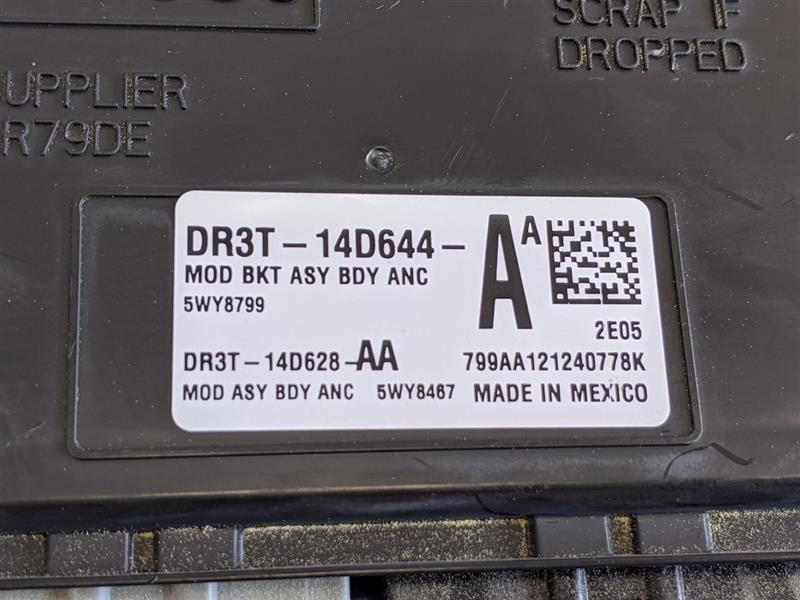 SCRAP IF
DROPPED
UPPLIER
R79DE
DR3T-14D644-AA
MOD BKT ASY BDY ANC
5WY8799
2E05
DR3T-14D628-AA 799AA121240778K
MOD ASY BDY ANC 5WY8467 MADE IN MEXICO